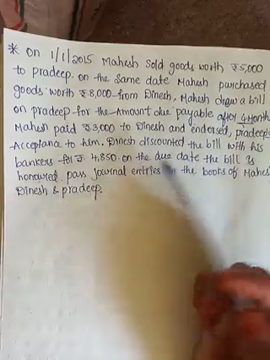 * On 1/1/2015 Mahesh Sold goods worth ₹5,000
to pradeep. on the Same date Mahesh purchased
goods worth ₹8,000 from Dinesh. Mahesh drew a bill
on pradeep for the Amount due payable after 4 Month
Mahesh paid ₹3000 to Dinesh and endorsed, pradeep's
Acceptance to him. Dinesh discounted the bill with his
bankers for ₹ 4,850. on the due date the bill is
honoured. pass journal entries in the books of Mahes
Dinesh & pradeep.